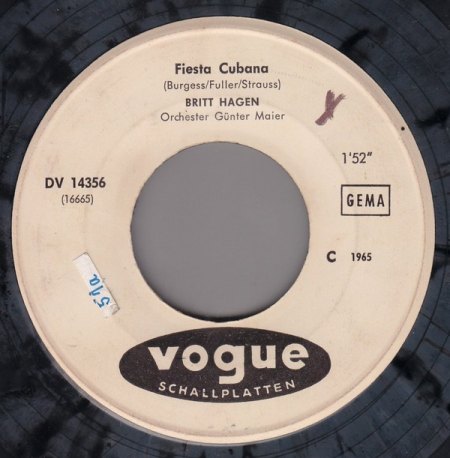 Fiesta Cubana
(Burgess/Fuller/Strauss)
BRITT HAGEN
Orchester Günter Maier
1'52"
DV 14356
(16665)
GEMA
C 1965
51a
vogue
SCHALLPLATTEN